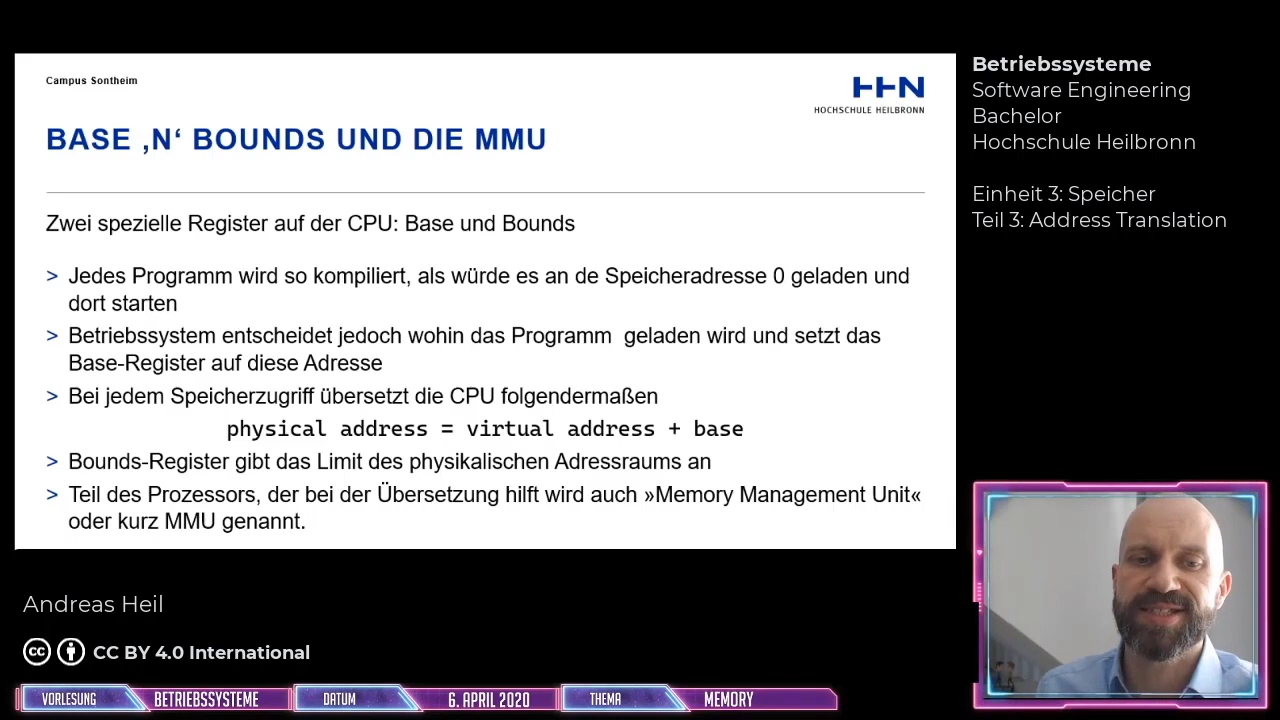 Campus Sontheim
HHN
HOCHSCHULE HEILBRONN
BASE ‚N‘ BOUNDS UND DIE MMU
Zwei spezielle Register auf der CPU: Base und Bounds
> Jedes Programm wird so kompiliert, als würde es an de Speicheradresse 0 geladen und
dort starten
> Betriebssystem entscheidet jedoch wohin das Programm  geladen wird und setzt das
Base-Register auf diese Adresse
> Bei jedem Speicherzugriff übersetzt die CPU folgendermaßen
physical address = virtual address + base
> Bounds-Register gibt das Limit des physikalischen Adressraums an
> Teil des Prozessors, der bei der Übersetzung hilft wird auch »Memory Management Unit«
oder kurz MMU genannt.
Betriebssysteme
Software Engineering
Bachelor
Hochschule Heilbronn
Einheit 3: Speicher
Teil 3: Address Translation
Andreas Heil
cc CC BY 4.0 International
VORLESUNG BETRIEBSSYSTEME DATUM 6. APRIL 2020 THEMA MEMORY